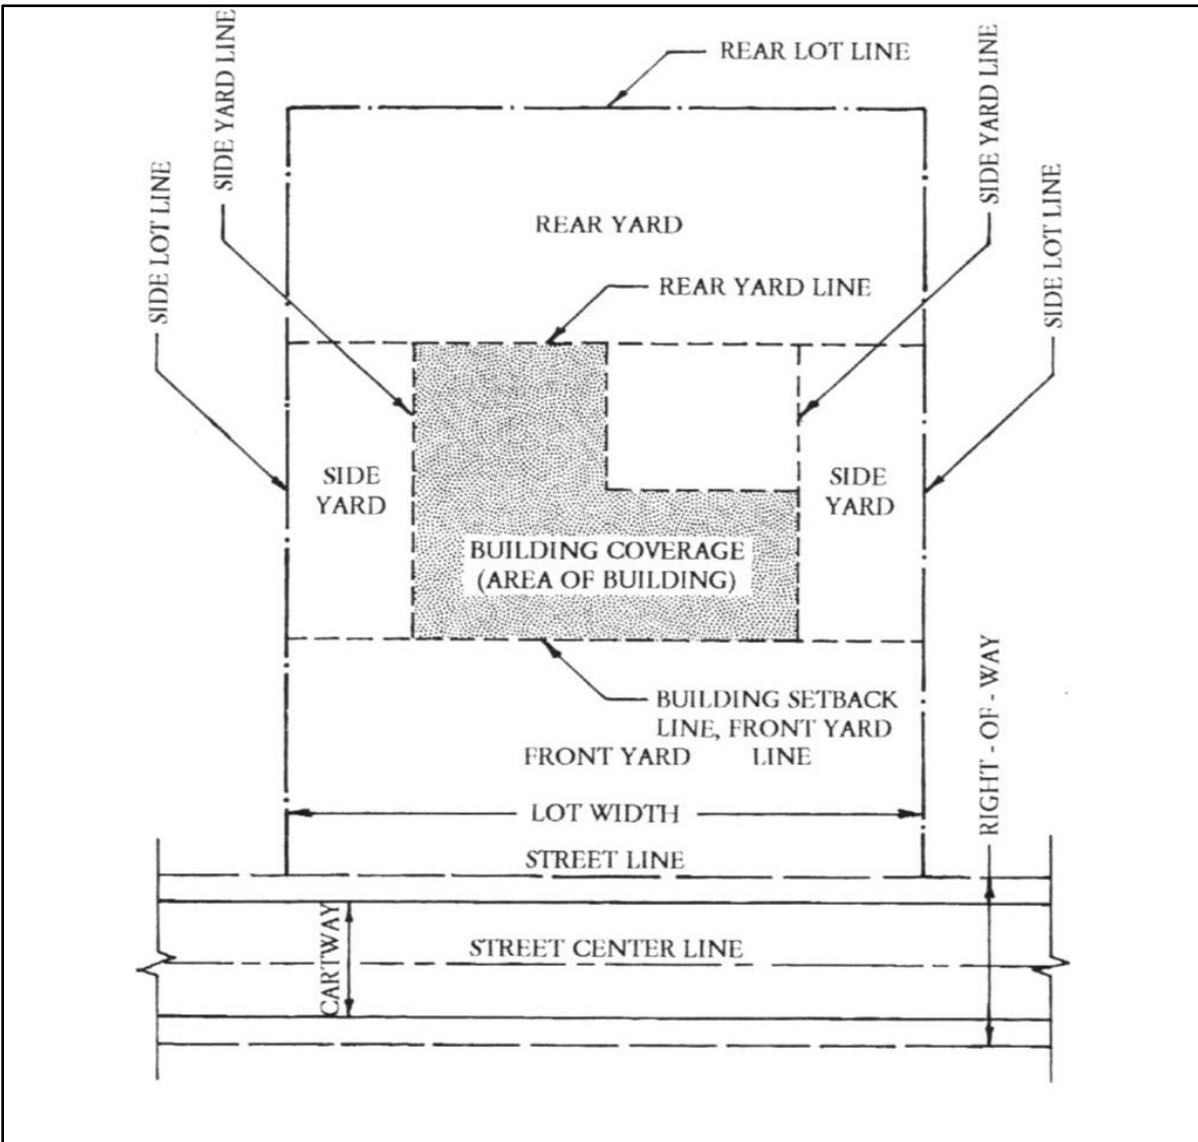 REAR LOT LINE
SIDE YARD LINE
SIDE YARD LINE
SIDE LOT LINE
SIDE LOT LINE
REAR YARD
REAR YARD LINE
SIDE
YARD
SIDE
YARD
BUILDING COVERAGE
(AREA OF BUILDING)
BUILDING SETBACK
LINE, FRONT YARD
LINE
FRONT YARD
RIGHT - OF - WAY
LOT WIDTH
STREET LINE
CARTWAY
STREET CENTER LINE